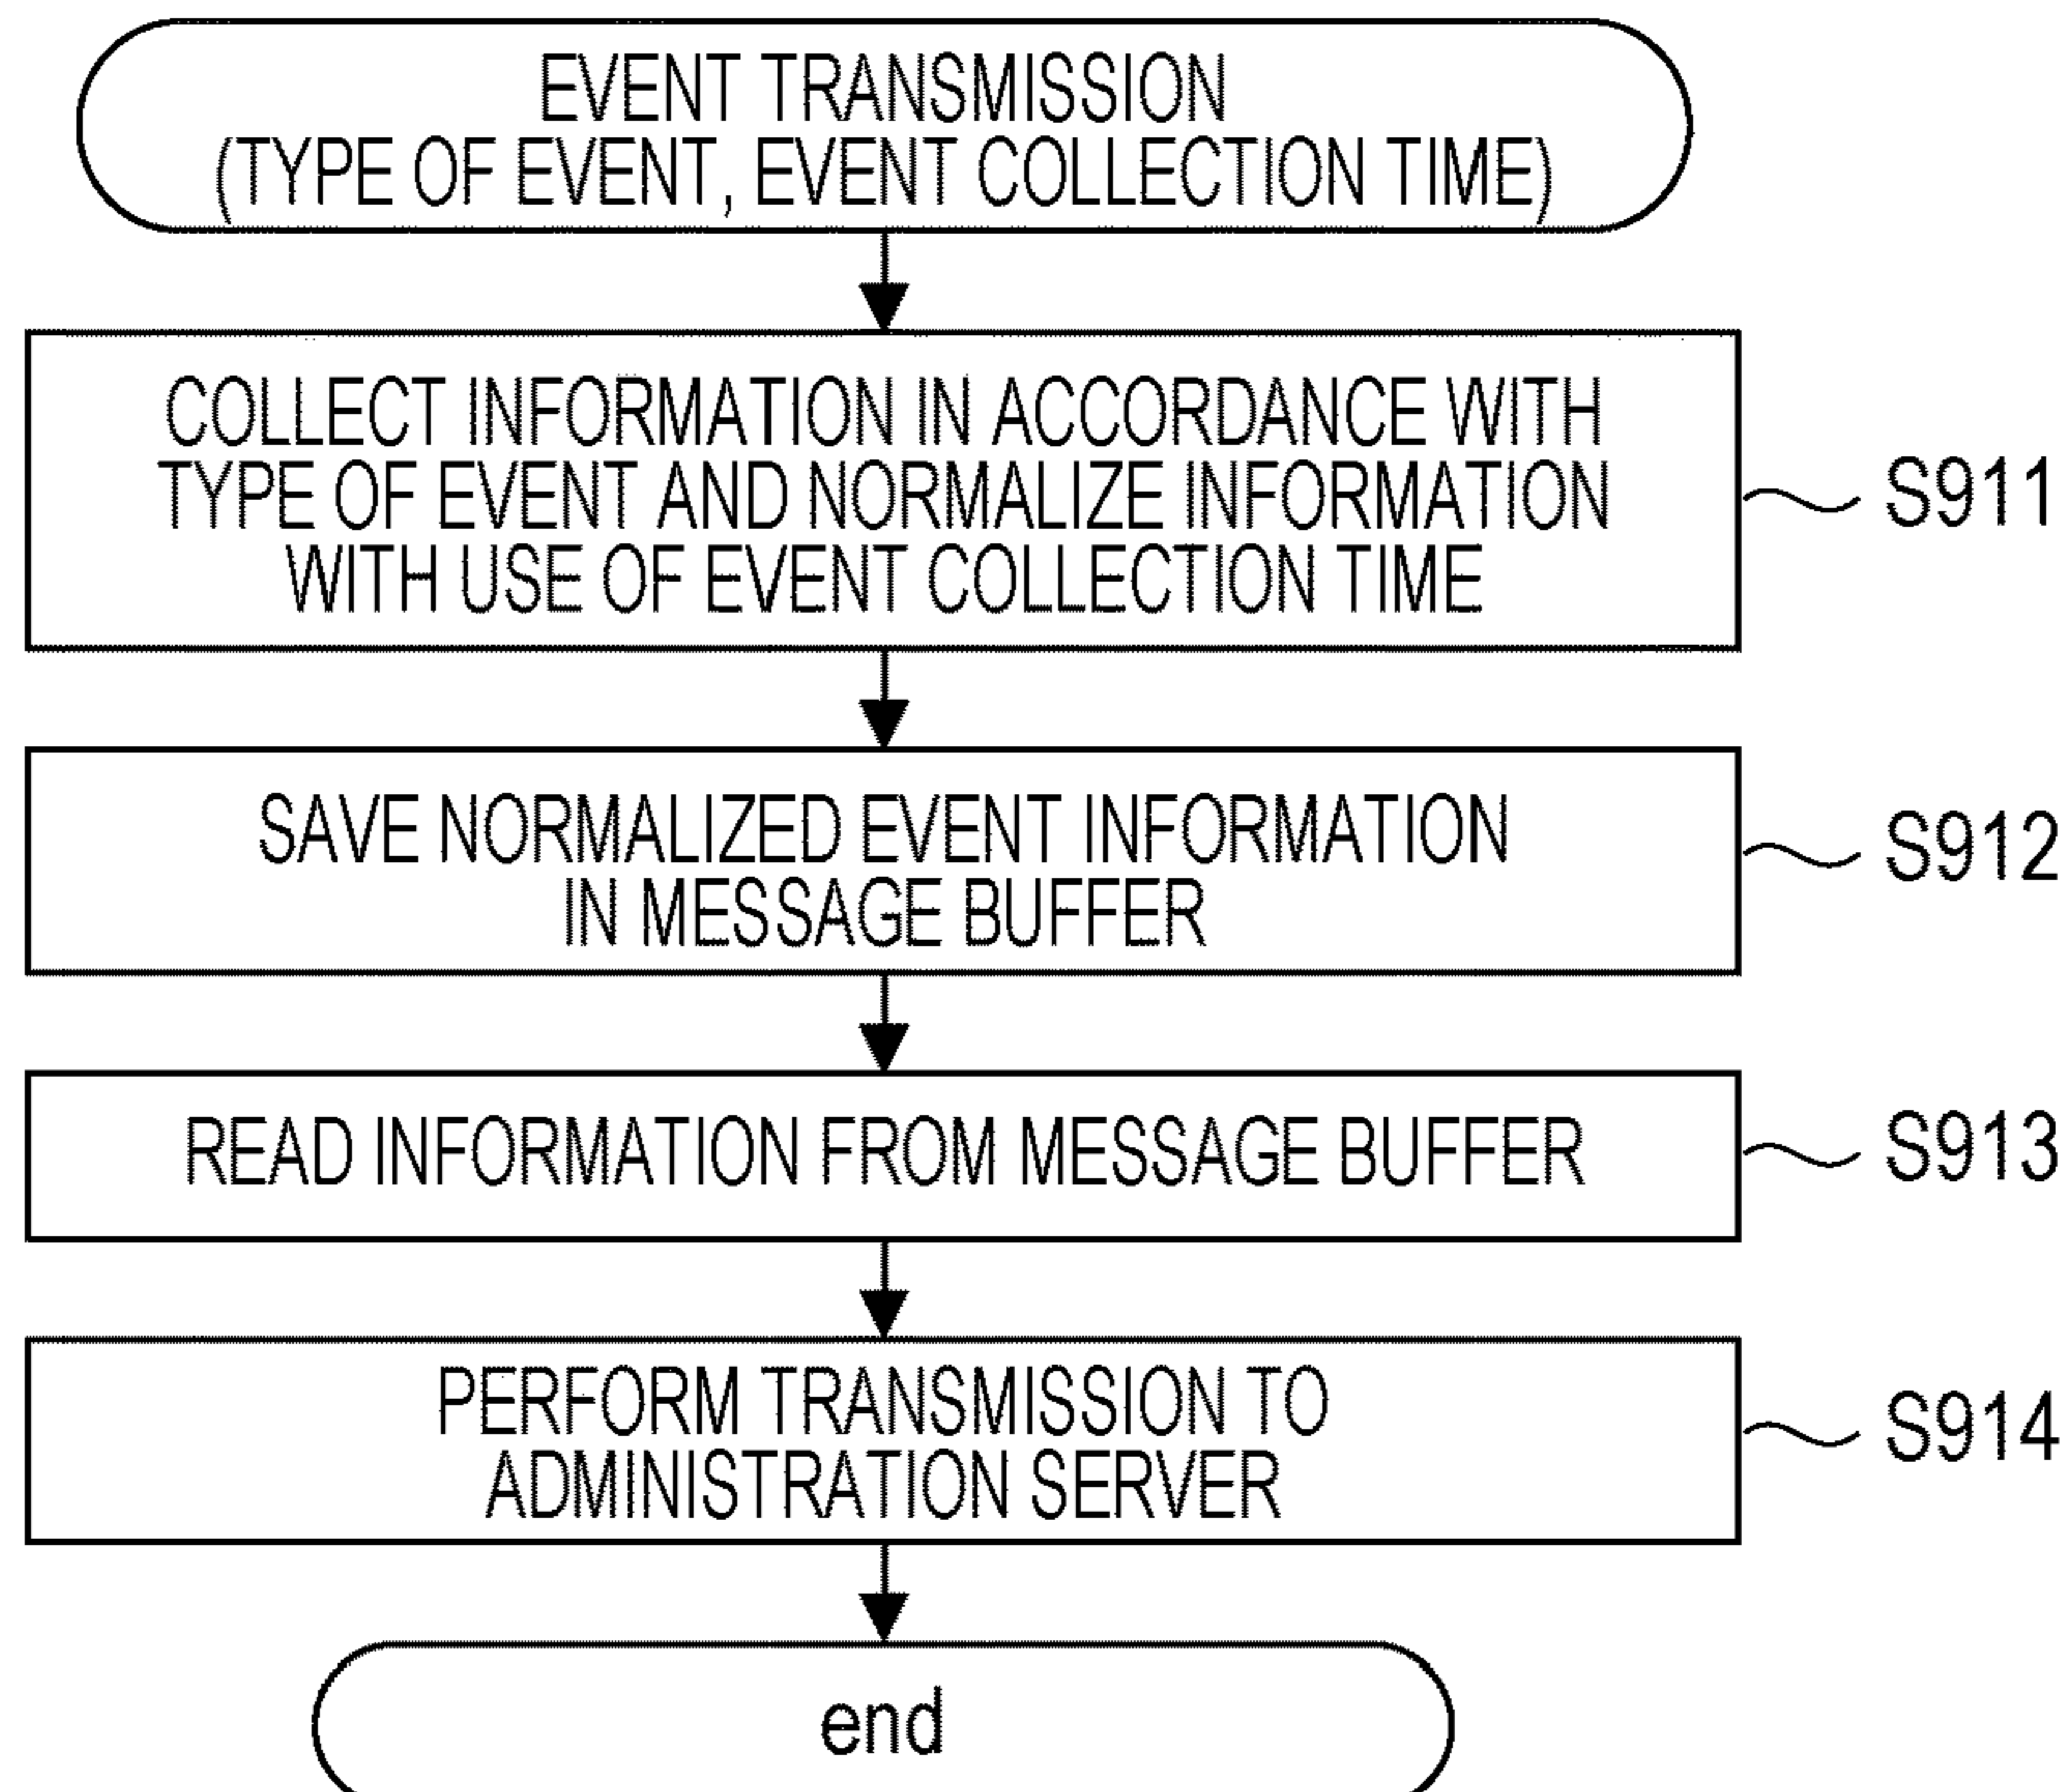 EVENT TRANSMISSION
(TYPE OF EVENT, EVENT COLLECTION TIME)
COLLECT INFORMATION IN ACCORDANCE WITH
TYPE OF EVENT AND NORMALIZE INFORMATION
WITH USE OF EVENT COLLECTION TIME
S911
SAVE NORMALIZED EVENT INFORMATION
IN MESSAGE BUFFER
S912
READ INFORMATION FROM MESSAGE BUFFER
S913
PERFORM TRANSMISSION TO
ADMINISTRATION SERVER
S914
end